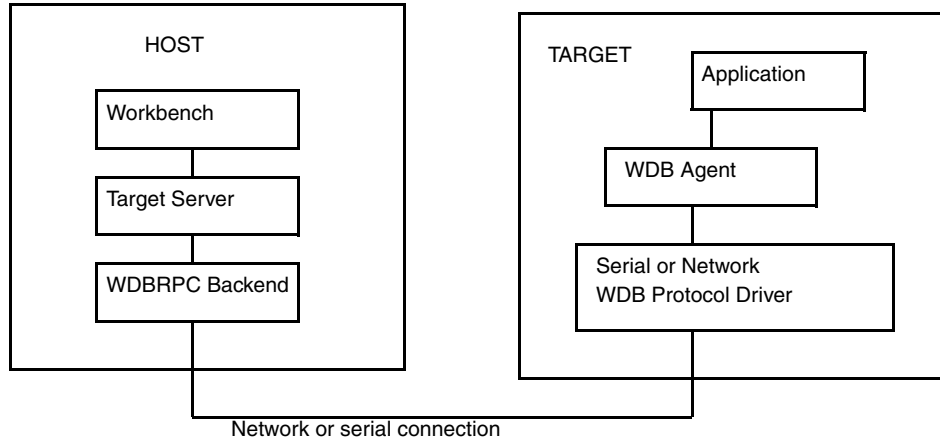 HOST
Workbench
Target Server
WDBRPC Backend
TARGET
Application
WDB Agent
Serial or Network
WDB Protocol Driver
Network or serial connection